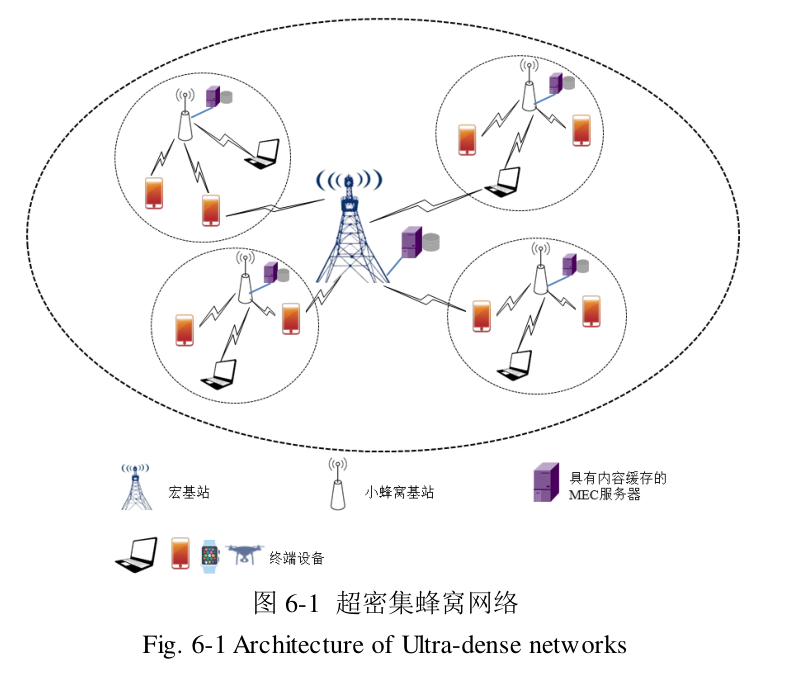 宏基站
小蜂窝基站
具有内容缓存的
MEC服务器
终端设备
图 6-1 超密集蜂窝网络
Fig. 6-1 Architecture of Ultra-dense networks